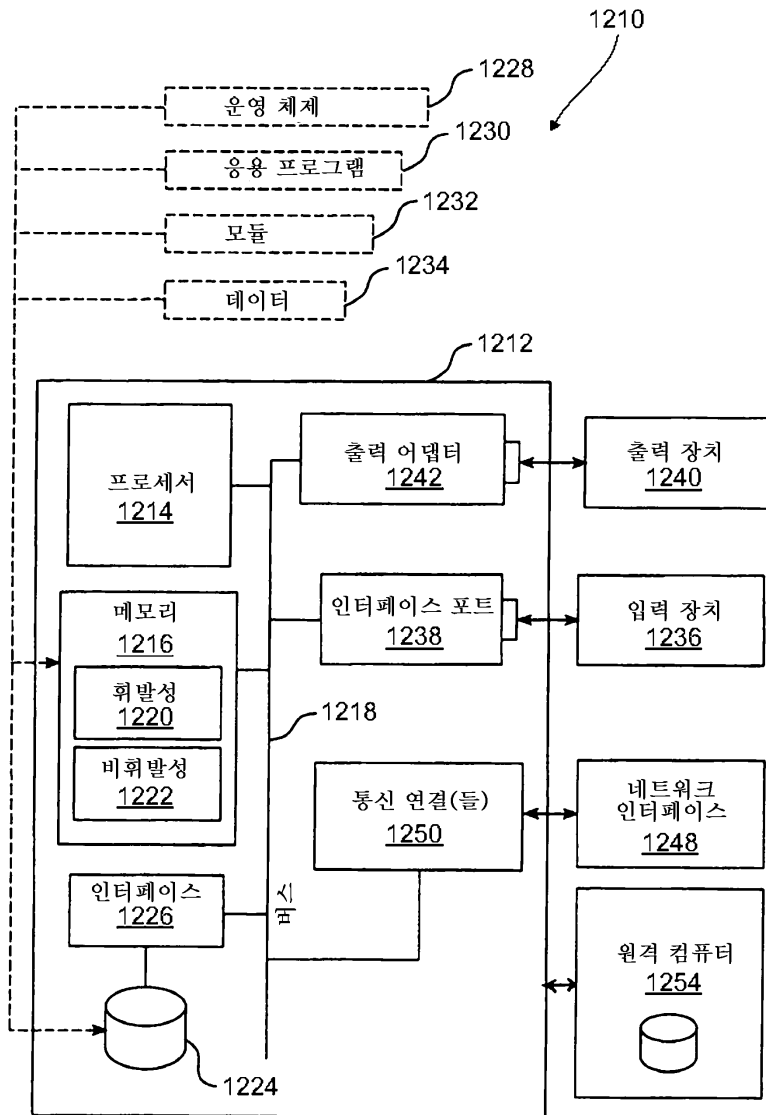 1210
운영 체제
1228
응용 프로그램
1230
모듈
1232
데이터
1234
1212
프로세서
1214
출력 어댑터
1242
출력 장치
1240
메모리
1216
휘발성
1220
비휘발성
1222
인터페이스 포트
1238
입력 장치
1236
1218
통신 연결(들)
1250
네트워크
인터페이스
1248
인터페이스
1226
버스
원격 컴퓨터
1254
1224